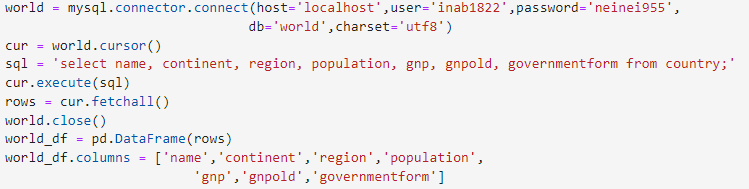 world = mysql.connector.connect(host='localhost',user='inab1822',password='neinei955',
db='world',charset='utf8')
cur = world.cursor()
sql = 'select name, continent, region, population, gnp, gnpold, governmentform from country;'
cur.execute(sql)
rows = cur.fetchall()
world.close()
world_df = pd.DataFrame(rows)
world_df.columns = ['name','continent','region','population',
'gnp','gnpold','governmentform']